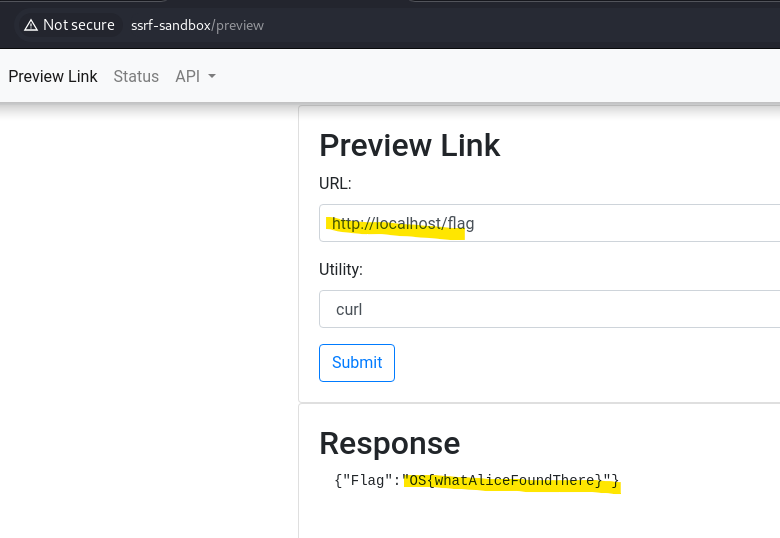 Not secure ssrf-sandbox/preview
Preview Link Status API
Preview Link
URL:
http://localhost/flag
Utility:
curl
Submit
Response
{"Flag":"OS{whatAliceFoundThere}"}